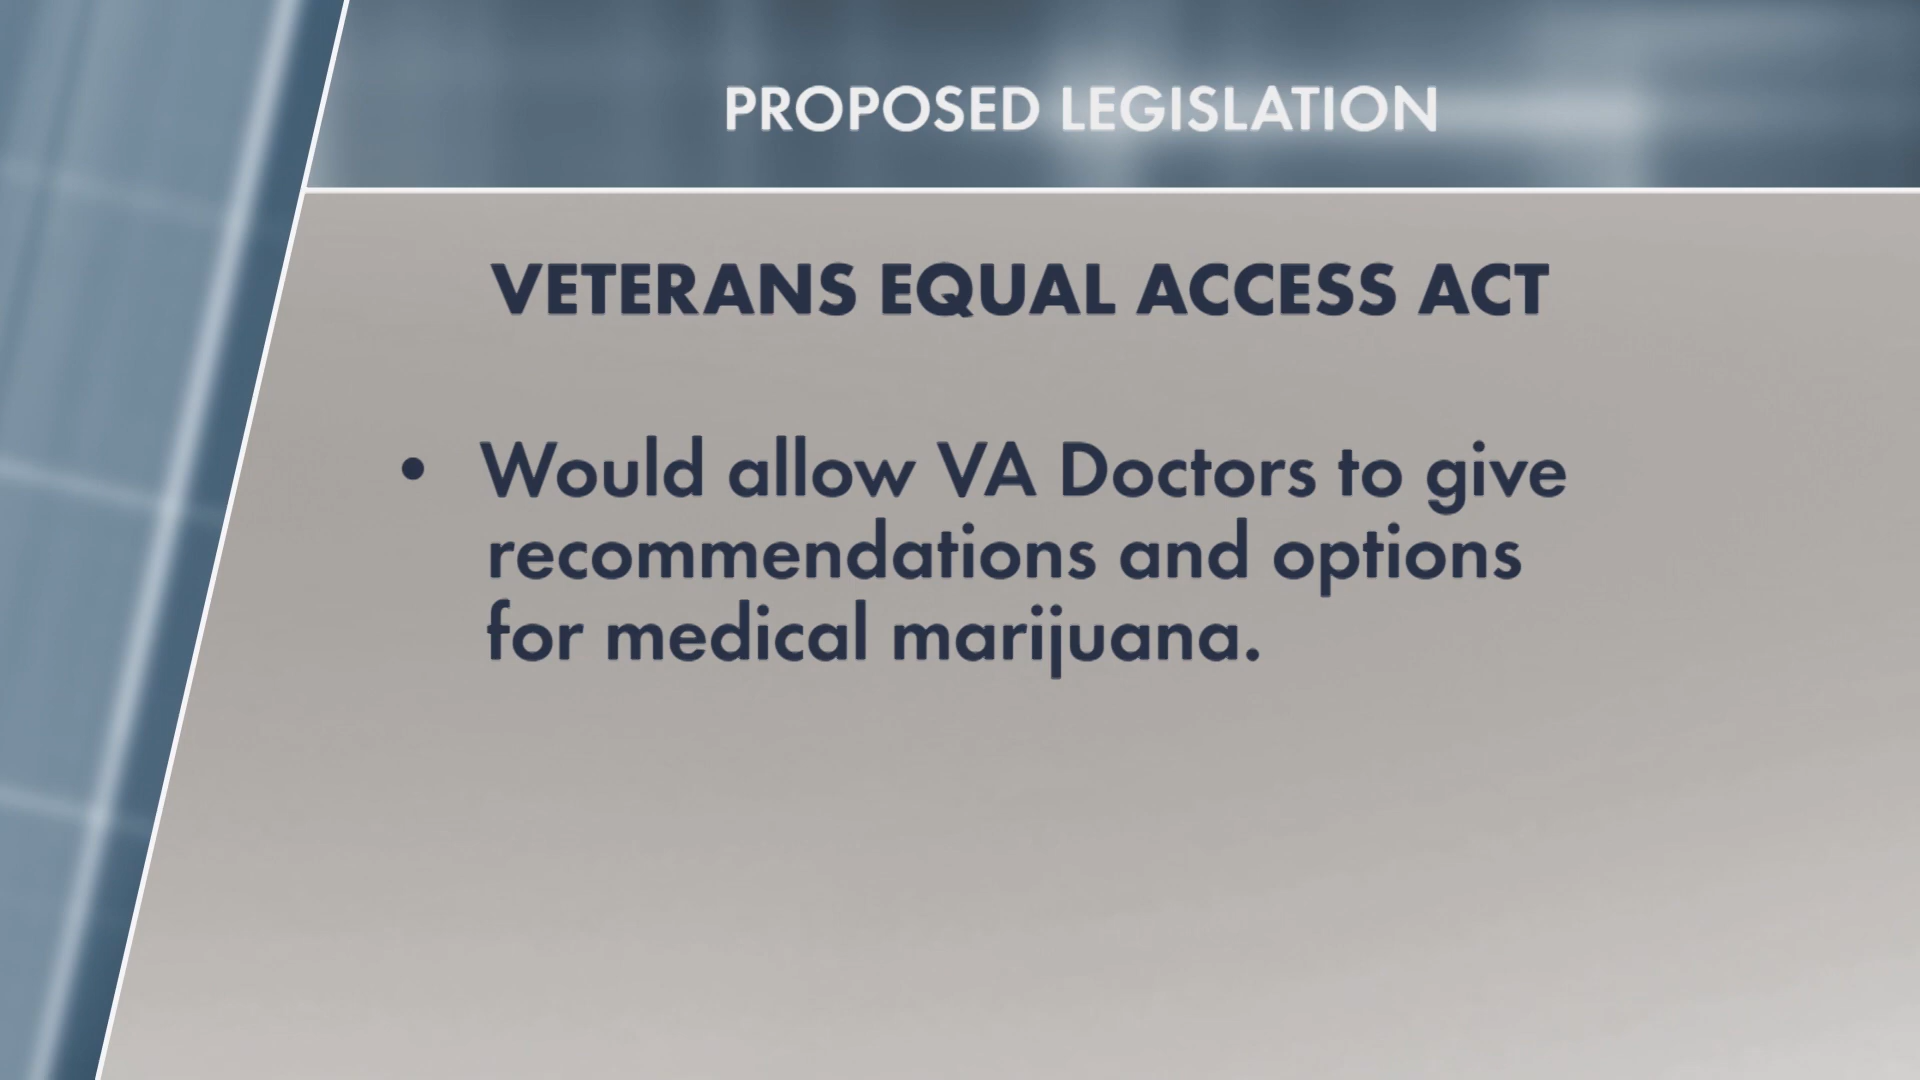 PROPOSED LEGISLATION
VETERANS EQUAL ACCESS ACT
• Would allow VA Doctors to give
recommendations and options
for medical marijuana.